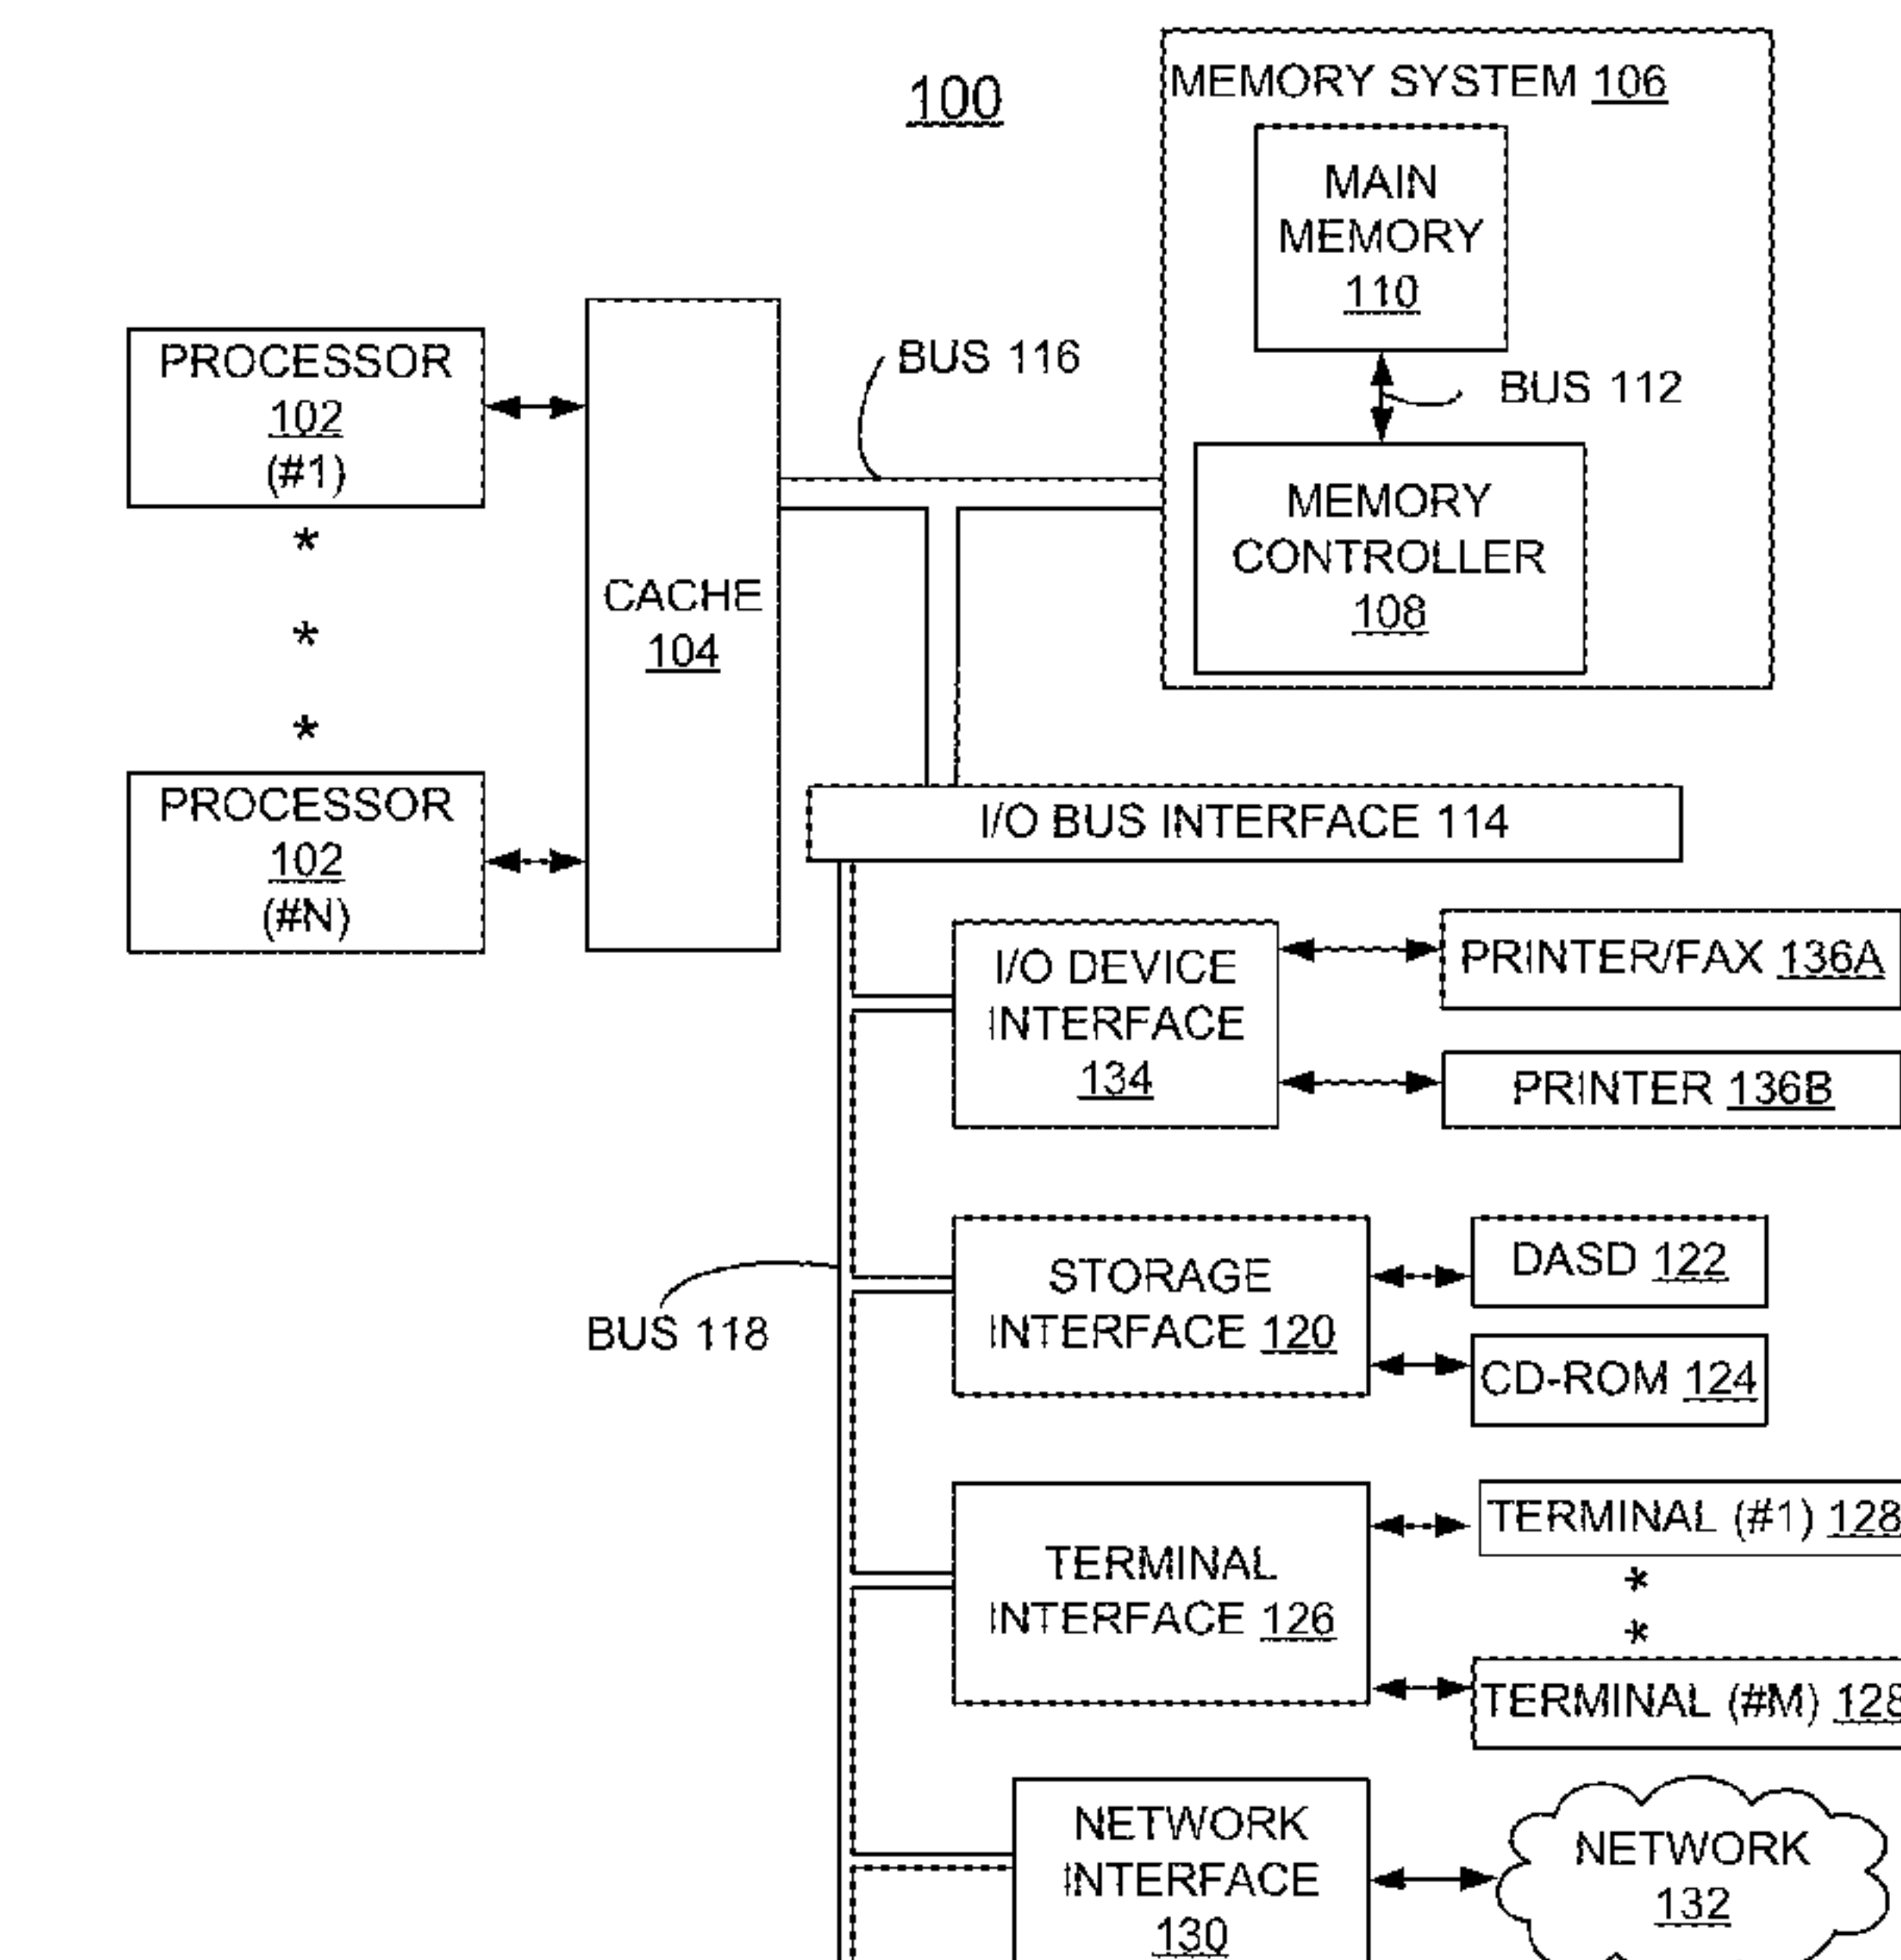 100
MEMORY SYSTEM 106
MAIN
MEMORY
110
BUS 112
MEMORY
CONTROLLER
108
BUS 116
PROCESSOR
102
(#1)
*
*
*
PROCESSOR
102
(#N)
CACHE
104
I/O BUS INTERFACE 114
I/O DEVICE
INTERFACE
134
PRINTER/FAX 136A
PRINTER 136B
BUS 118
STORAGE
INTERFACE 120
DASD 122
CD-ROM 124
TERMINAL
INTERFACE 126
TERMINAL (#1) 128
*
*
TERMINAL (#M) 128
NETWORK
INTERFACE
130
NETWORK
132